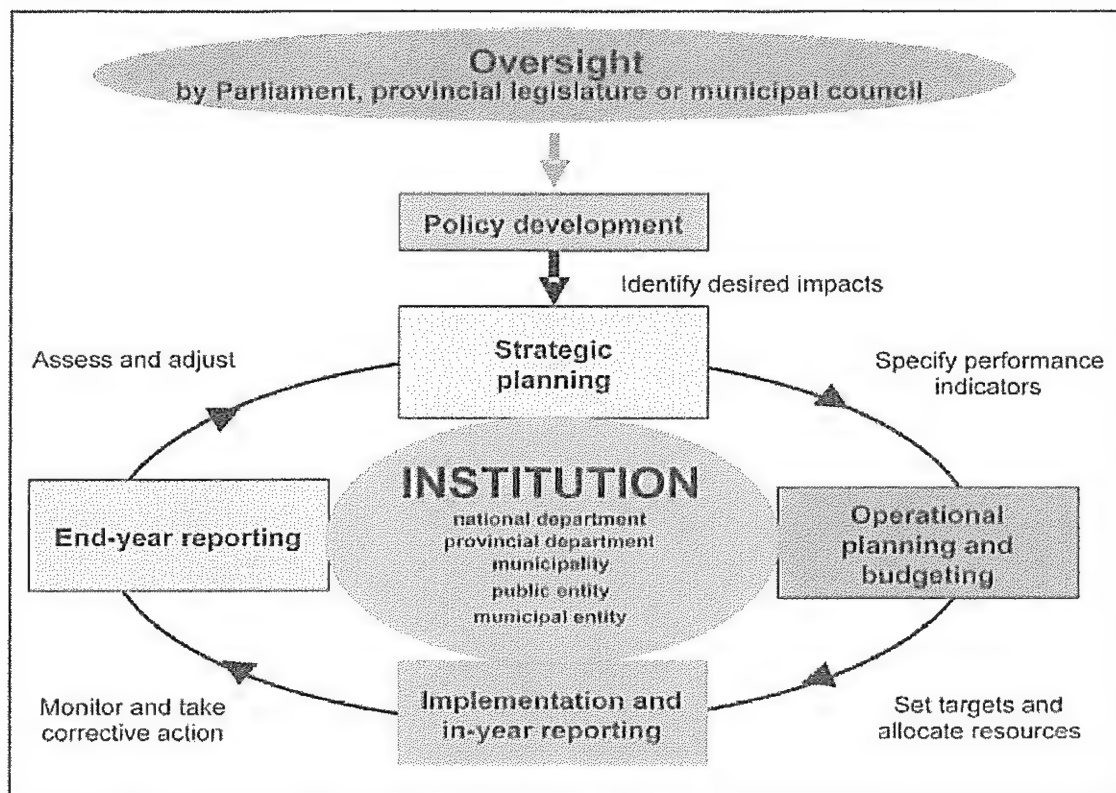 Oversight
by Parliament, provincial legislature or municipal council
Policy development
Identify desired impacts
Strategic
planning
Assess and adjust
Specify performance
indicators
INSTITUTION
national department
provincial department
municipality
public entity
municipal entity
End-year reporting
Operational
planning and
budgeting
Implementation and
in-year reporting
Monitor and take
corrective action
Set targets and
allocate resources